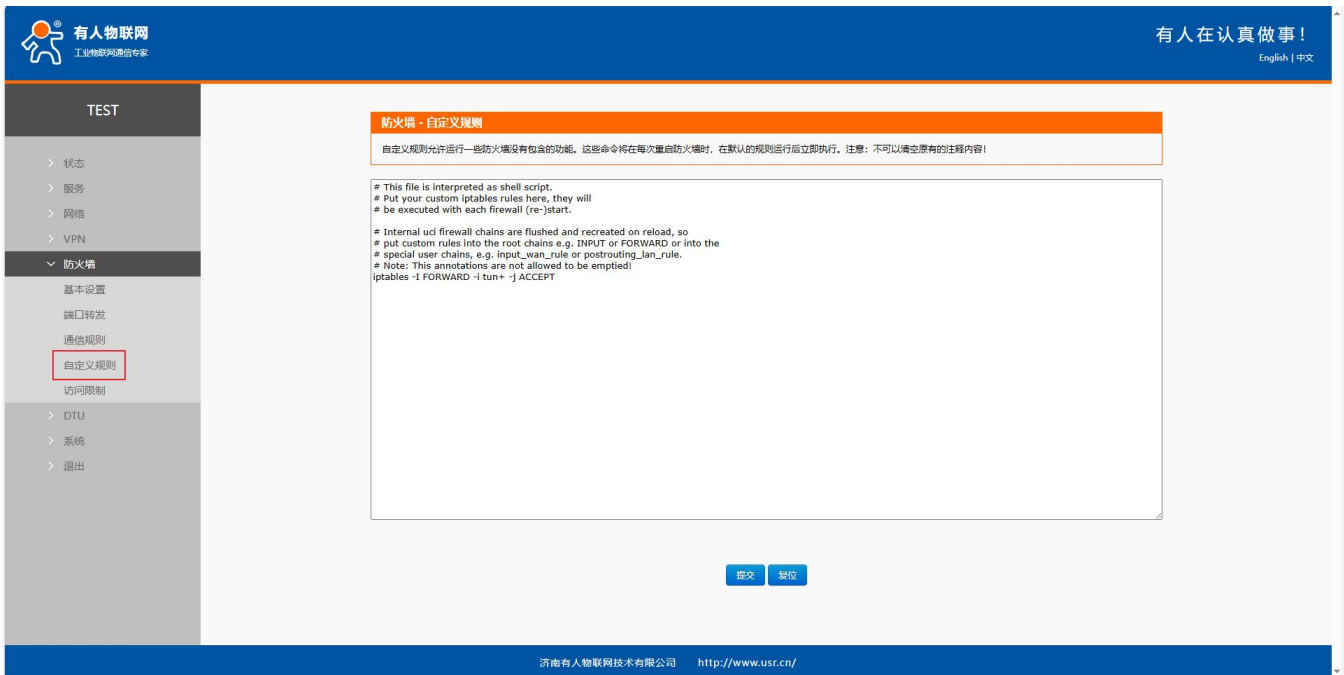 有人物联网
工业物联网通信专家
有人在认真做事！
English | 中文
TEST
状态
服务
网络
VPN
防火墙
基本设置
端口转发
通信规则
自定义规则
访问限制
DTU
系统
退出
防火墙 - 自定义规则
自定义规则允许运行一些防火墙没有包含的功能。这些命令将在每次重启防火墙时，在默认的规则运行后立即执行。注意：不可以清空原有的注释内容！
# This file is interpreted as shell script.
# Put your custom iptables rules here, they will
# be executed with each firewall (re-)start.
# Internal uci firewall chains are flushed and recreated on reload, so
# put custom rules into the root chains e.g. INPUT or FORWARD or into the
# special user chains, e.g. input_wan_rule or postrouting_lan_rule.
# Note: This annotations are not allowed to be emptied!
iptables -I FORWARD -i tun+ -j ACCEPT
提交 复位
济南有人物联网技术有限公司 http://www.usr.cn/